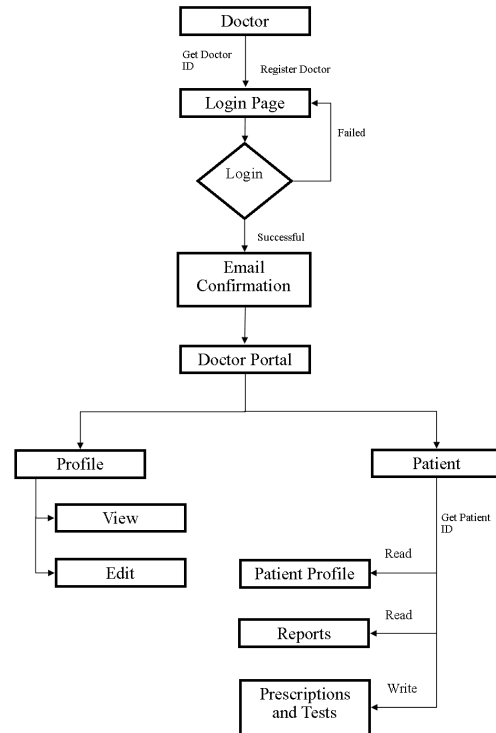 Doctor
Get Doctor
ID
Register Doctor
Login Page
Failed
Login
Successful
Email
Confirmation
Doctor Portal
Profile
Patient
View
Get Patient
ID
Edit
Read
Patient Profile
Read
Reports
Write
Prescriptions
and Tests